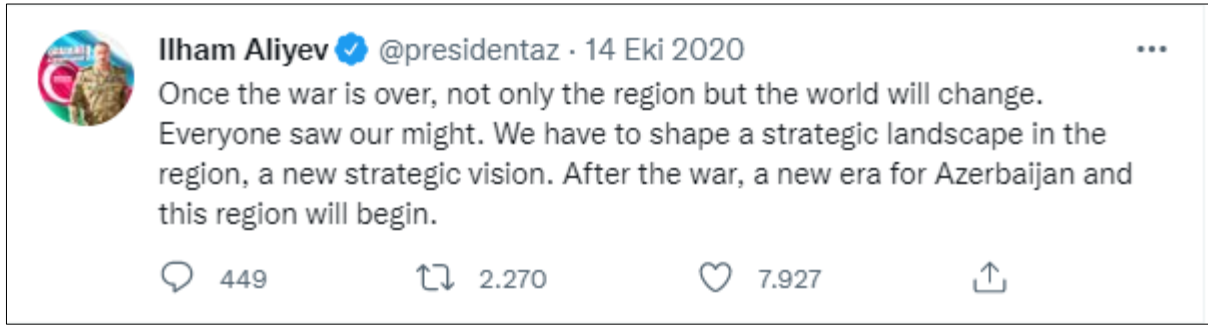 Ilham Aliyev @presidentaz · 14 Eki 2020
Once the war is over, not only the region but the world will change.
Everyone saw our might. We have to shape a strategic landscape in the
region, a new strategic vision. After the war, a new era for Azerbaijan and
this region will begin.
449 2.270 7.927